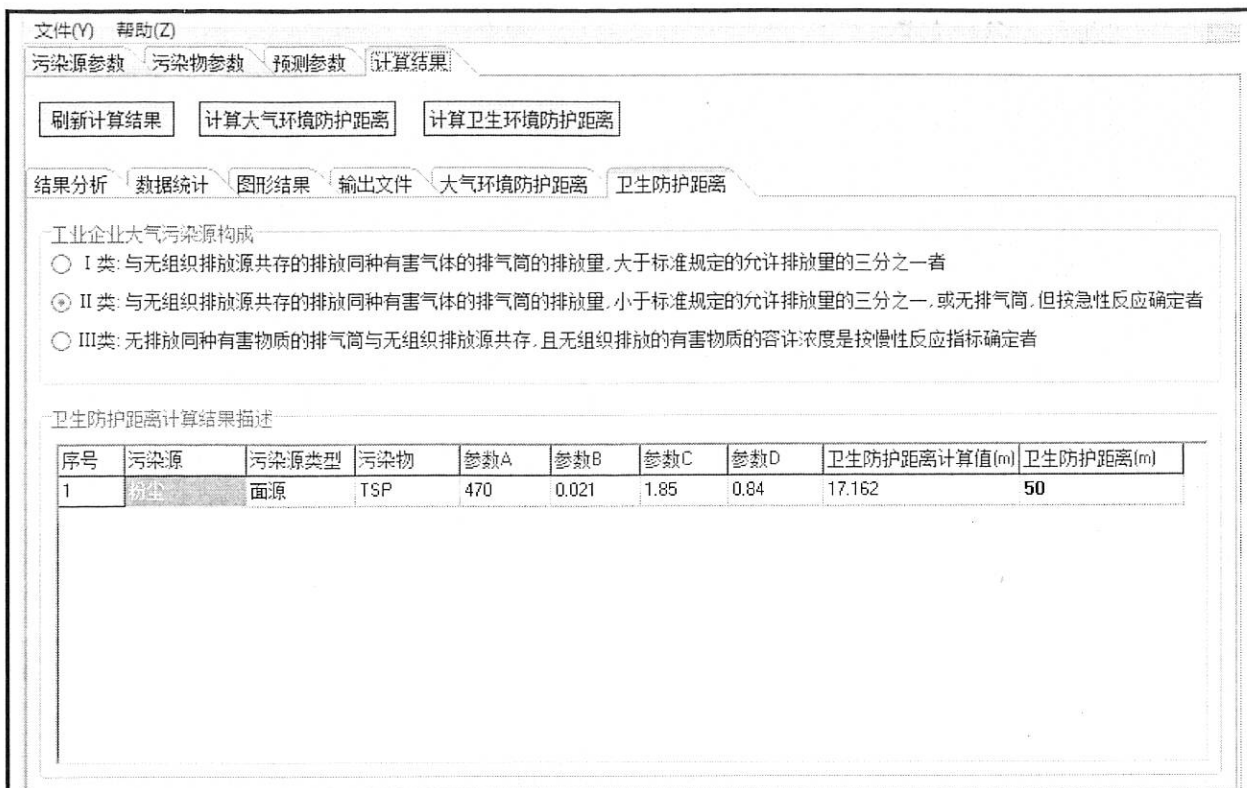 文件(Y) 帮助(Z)
污染源参数 污染物参数 预测参数 计算结果
刷新计算结果 计算大气环境防护距离 计算卫生环境防护距离
结果分析 数据统计 图形结果 输出文件 大气环境防护距离 卫生防护距离
工业企业大气污染源构成
I 类: 与无组织排放源共存的排放同种有害气体的排气筒的排放量,大于标准规定的允许排放量的三分之一者
II 类: 与无组织排放源共存的排放同种有害气体的排气筒的排放量,小于标准规定的允许排放量的三分之一,或无排气筒,但按急性反应确定者
III类: 无排放同种有害物质的排气筒与无组织排放源共存,且无组织排放的有害物质的容许浓度是按慢性反应指标确定者
卫生防护距离计算结果描述
序号 污染源 污染源类型 污染物 参数A 参数B 参数C 参数D 卫生防护距离计算值(m) 卫生防护距离(m)
1 粉尘 面源 TSP 470 0.021 1.85 0.84 17.162 50